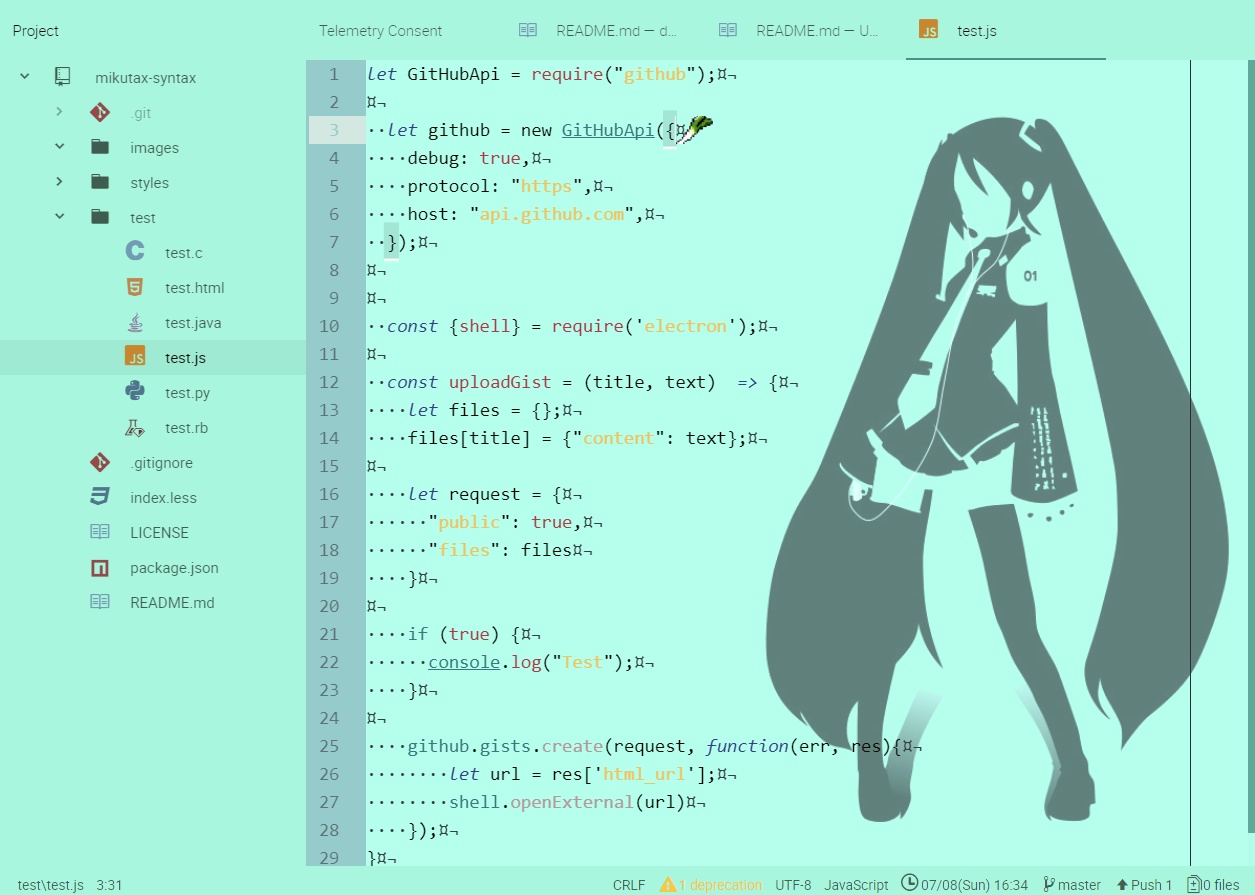 Project
Telemetry Consent
README.md — d...
README.md — U...
test.js
mikutax-syntax
.git
images
styles
test
test.c
test.html
test.java
test.js
test.py
test.rb
.gitignore
index.less
LICENSE
package.json
README.md
1 let GitHubApi = require("github");¤¬
2 ¤¬
3 ··let github = new GitHubApi({¤
4 ····debug: true,¤¬
5 ····protocol: "https",¤¬
6 ····host: "api.github.com",¤¬
7 ··});¤¬
8 ¤¬
9 ¤¬
10 ··const {shell} = require('electron');¤¬
11 ¤¬
12 ··const uploadGist = (title, text)  => {¤¬
13 ····let files = {};¤¬
14 ····files[title] = {"content": text};¤¬
15 ¤¬
16 ····let request = {¤¬
17 ······"public": true,¤¬
18 ······"files": files¤¬
19 ····}¤¬
20 ¤¬
21 ····if (true) {¤¬
22 ······console.log("Test");¤¬
23 ····}¤¬
24 ¤¬
25 ····github.gists.create(request, function(err, res){¤¬
26 ········let url = res['html_url'];¤¬
27 ········shell.openExternal(url)¤¬
28 ····});¤¬
29 }¤¬
01
test\test.js 3:31
CRLF 1 deprecation UTF-8 JavaScript 07/08(Sun) 16:34 master Push 1 0 files